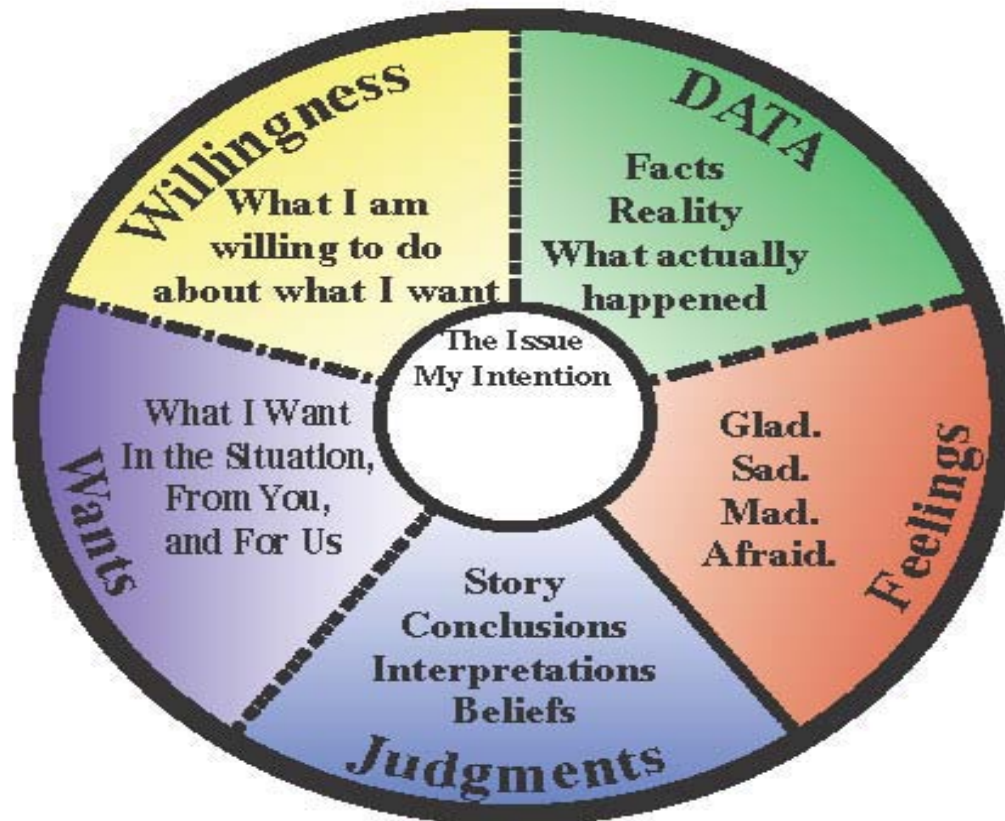 Willingness
What I am
willing to do
about what I want
DATA
Facts
Reality
What actually
happened
The Issue
My Intention
Feelings
Glad.
Sad.
Mad.
Afraid.
Judgments
Story
Conclusions
Interpretations
Beliefs
Wants
What I Want
In the Situation,
From You,
and For Us